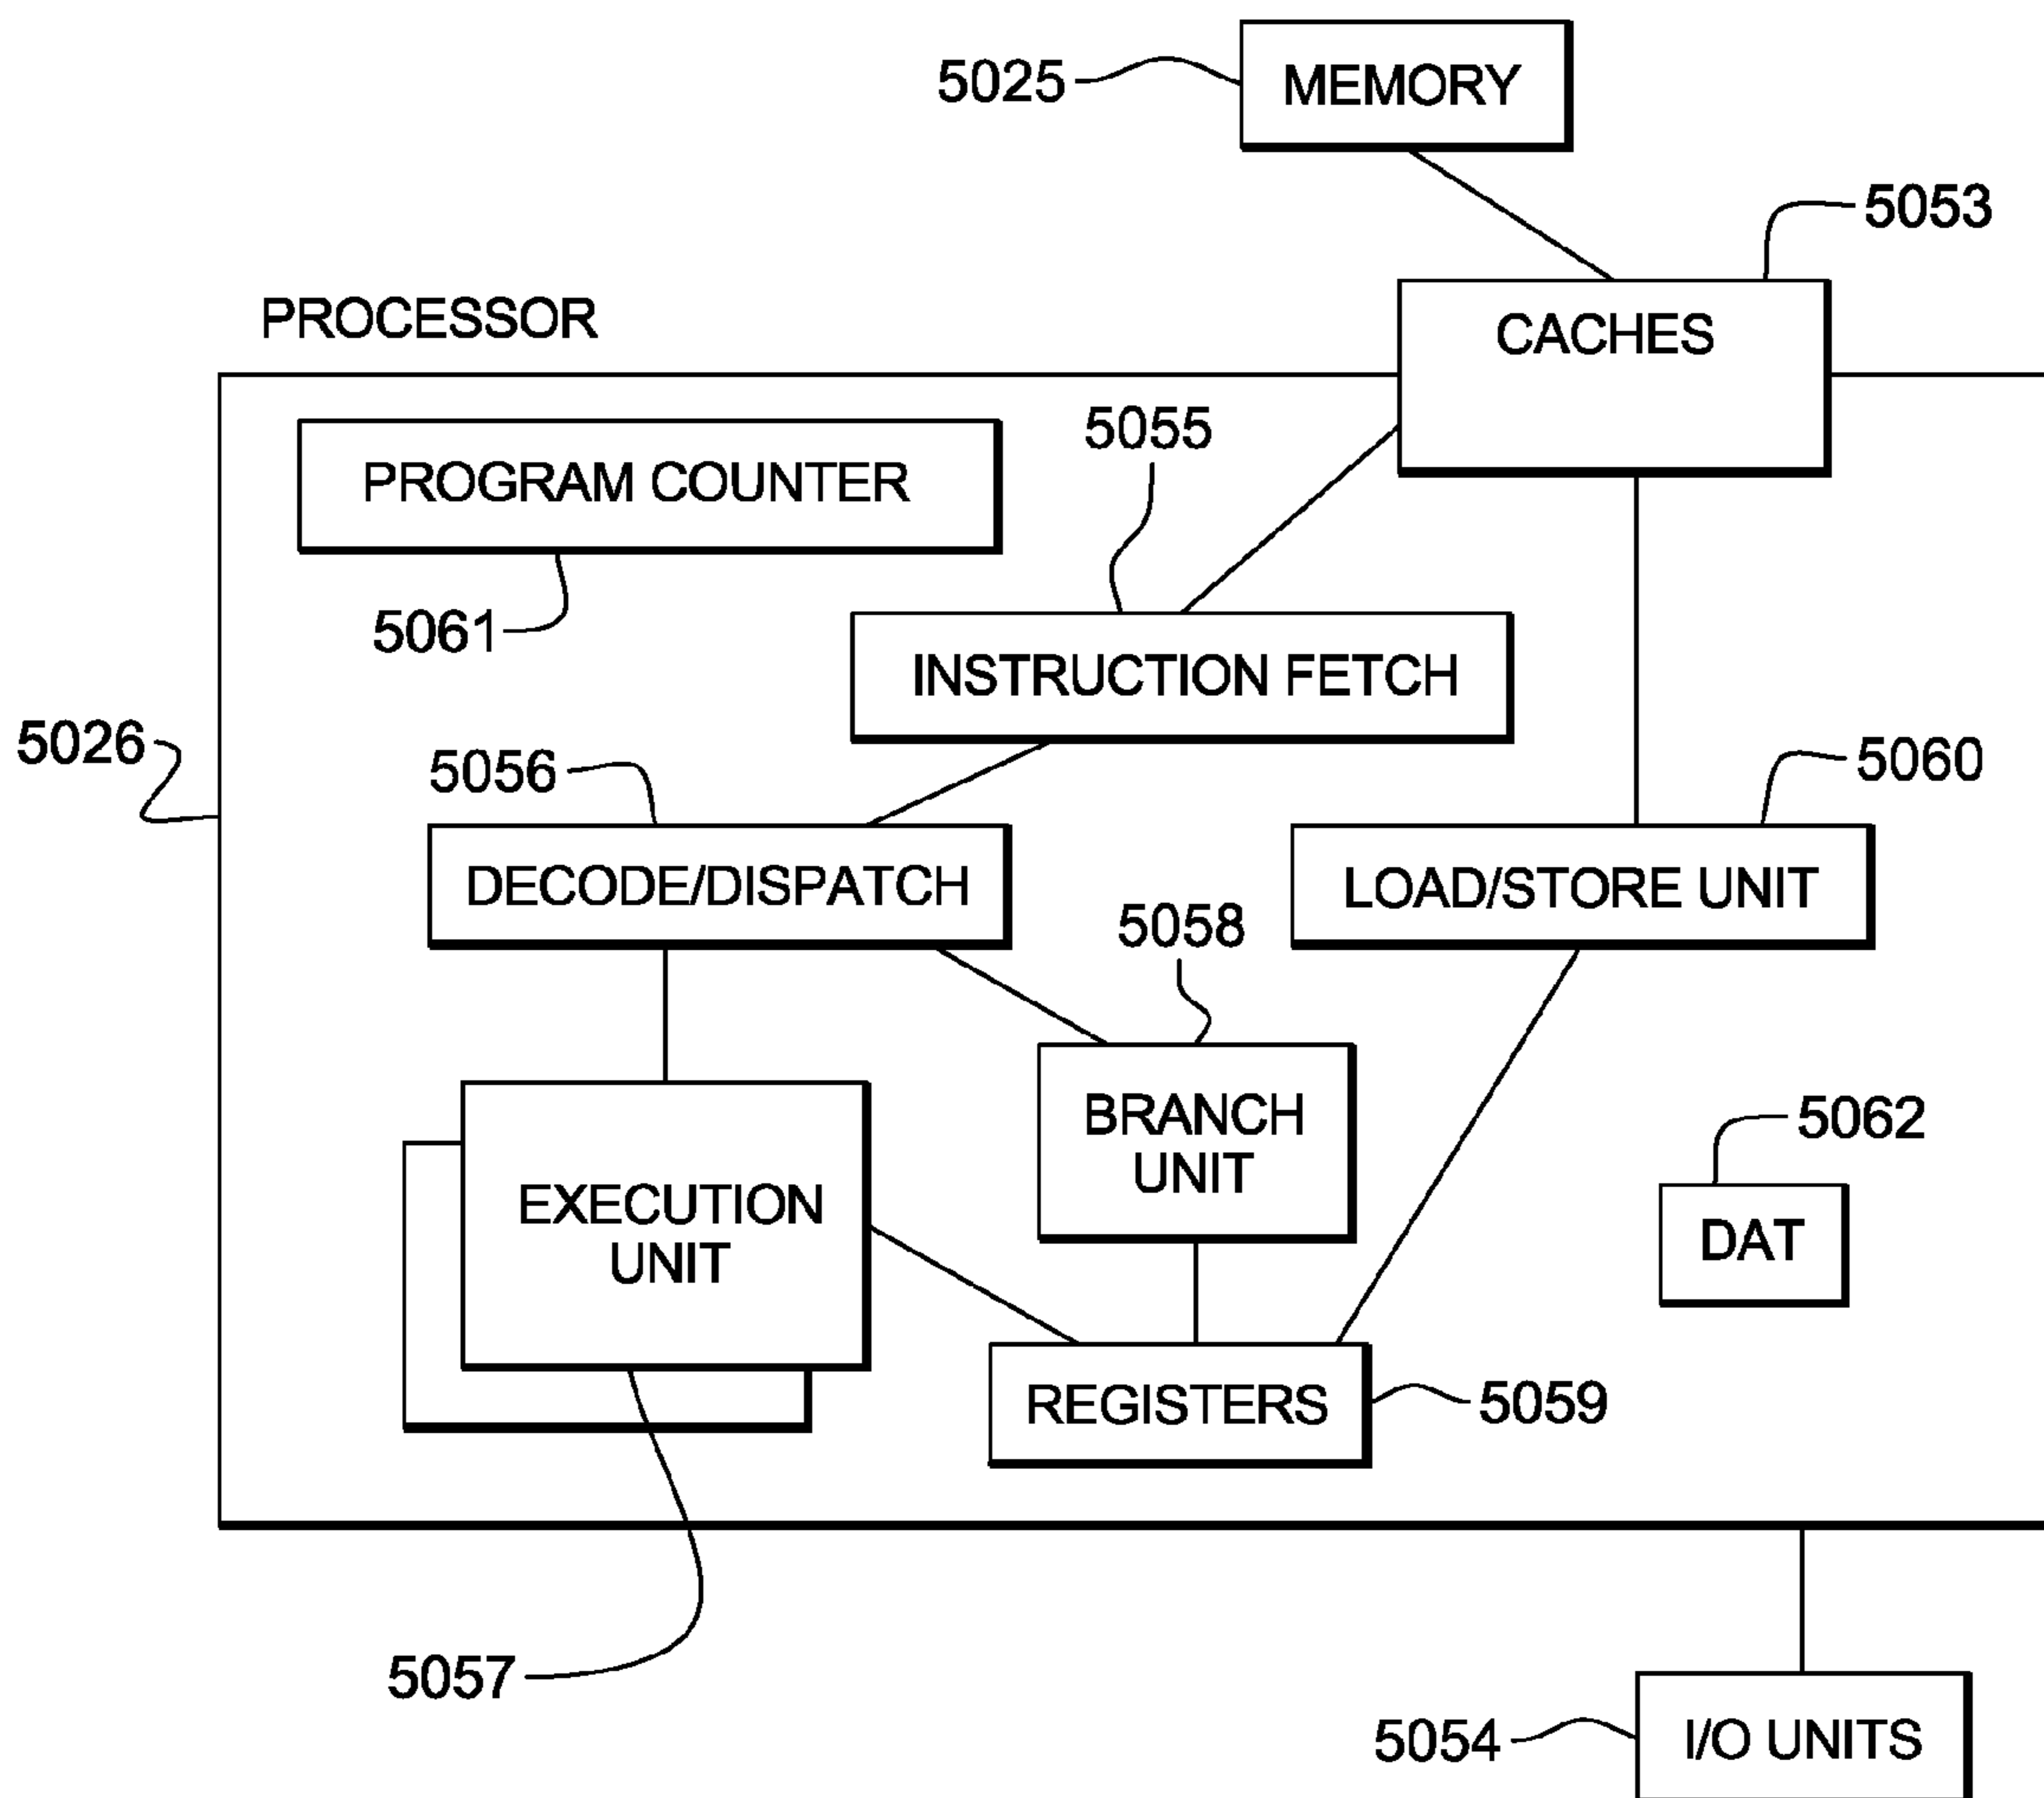 MEMORY
5025
5053
CACHES
PROCESSOR
PROGRAM COUNTER
5055
5061
INSTRUCTION FETCH
5026
5056
5060
DECODE/DISPATCH
LOAD/STORE UNIT
5058
BRANCH
UNIT
5062
EXECUTION
UNIT
DAT
REGISTERS
5059
5057
5054
I/O UNITS